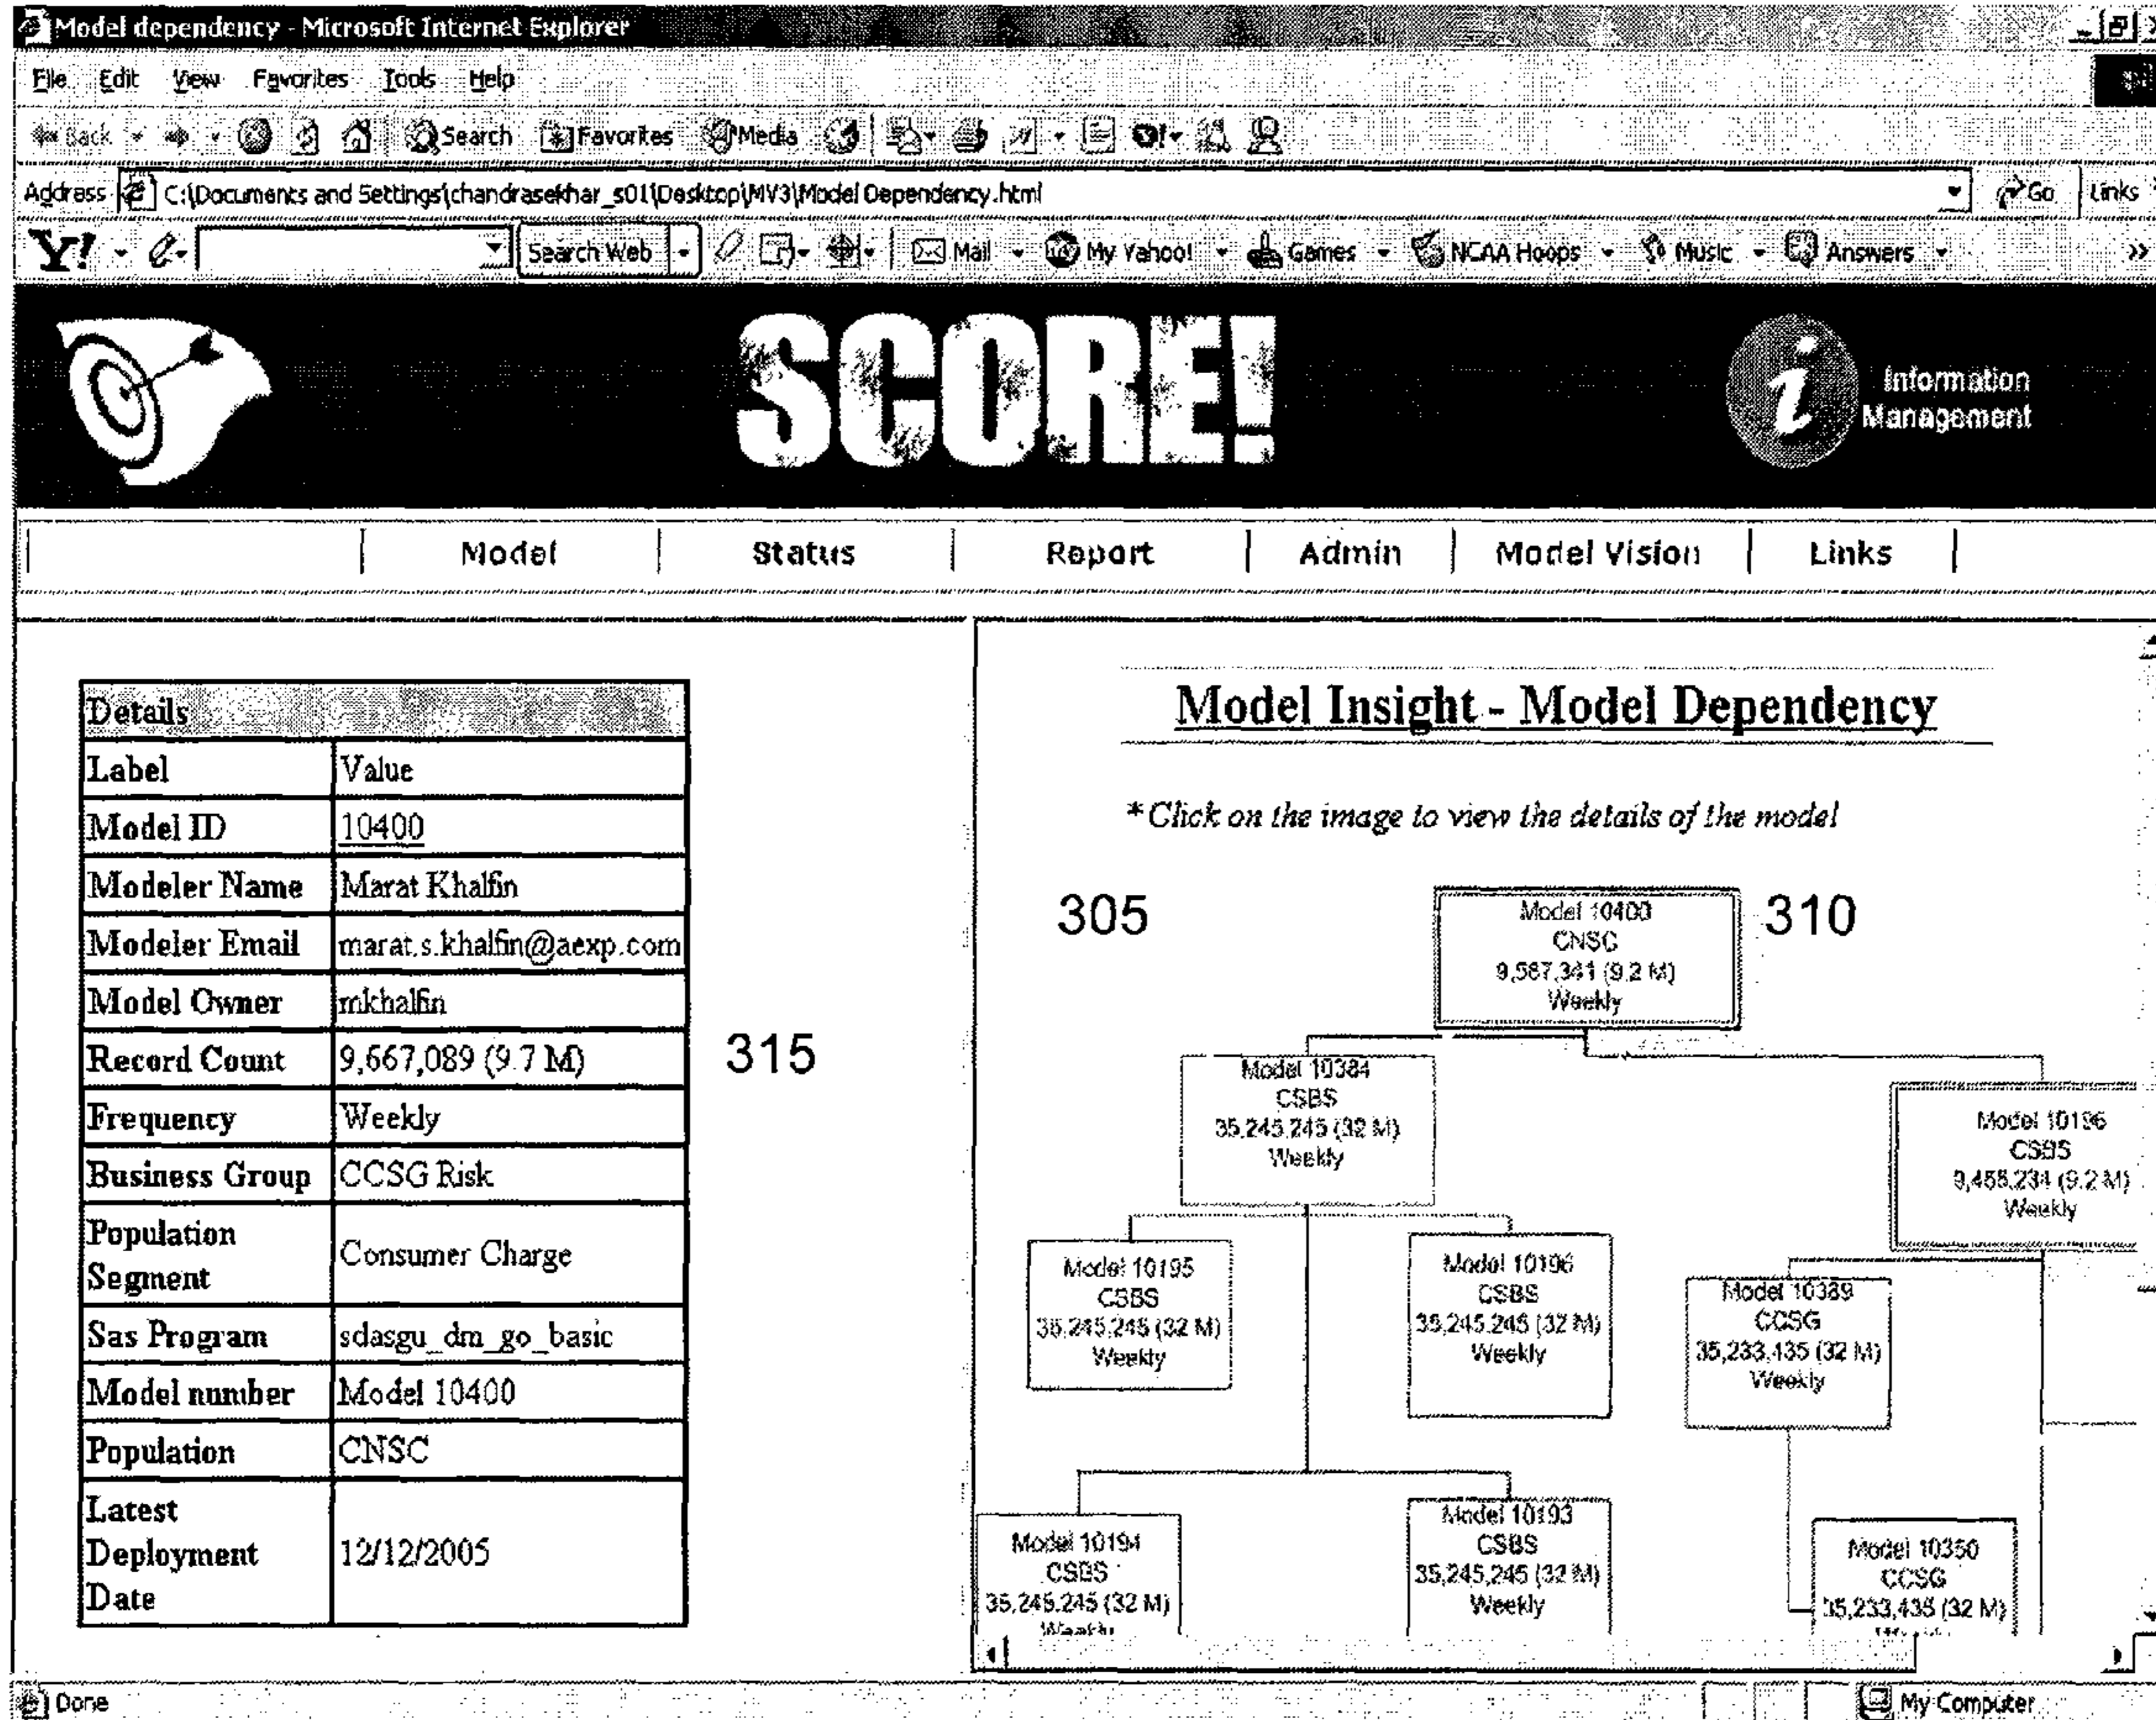 Model dependency - Microsoft Internet Explorer
File Edit View Favorites Tools Help
Back Search Favorites Media
Address C:\Documents and Settings\chandrasekhar_s01\Desktop\MV3\Model Dependency.html Go Links
Y! Search Web Mail My Yahoo! Games NCAA Hoops Music Answers »
SCORE!
i Information
Management
Model Status Report Admin Model Vision Links
Details
Label Value
Model ID 10400
Modeler Name Marat Khalfin
Modeler Email marat.s.khalfin@aexp.com
Model Owner mkhalfin
Record Count 9,667,089 (9.7 M)
Frequency Weekly
Business Group CCSG Risk
Population
Segment Consumer Charge
Sas Program sdasgu_dm_go_basic
Model number Model 10400
Population CNSC
Latest
Deployment
Date 12/12/2005
315
Model Insight - Model Dependency
*Click on the image to view the details of the model
305
310
Model 10400
CNSC
9,587,341 (9.2 M)
Weekly
Model 10384
CSBS
35,245,245 (32 M)
Weekly
Model 10196
CSBS
9,455,234 (9.2 M)
Weekly
Model 10195
CSBS
35,245,245 (32 M)
Weekly
Model 10196
CSBS
35,245,245 (32 M)
Weekly
Model 10389
CCSG
35,233,435 (32 M)
Weekly
Model 10194
CSBS
35,245,245 (32 M)
Weekly
Model 10193
CSBS
35,245,245 (32 M)
Weekly
Model 10350
CCSG
35,233,435 (32 M)
Done
My Computer